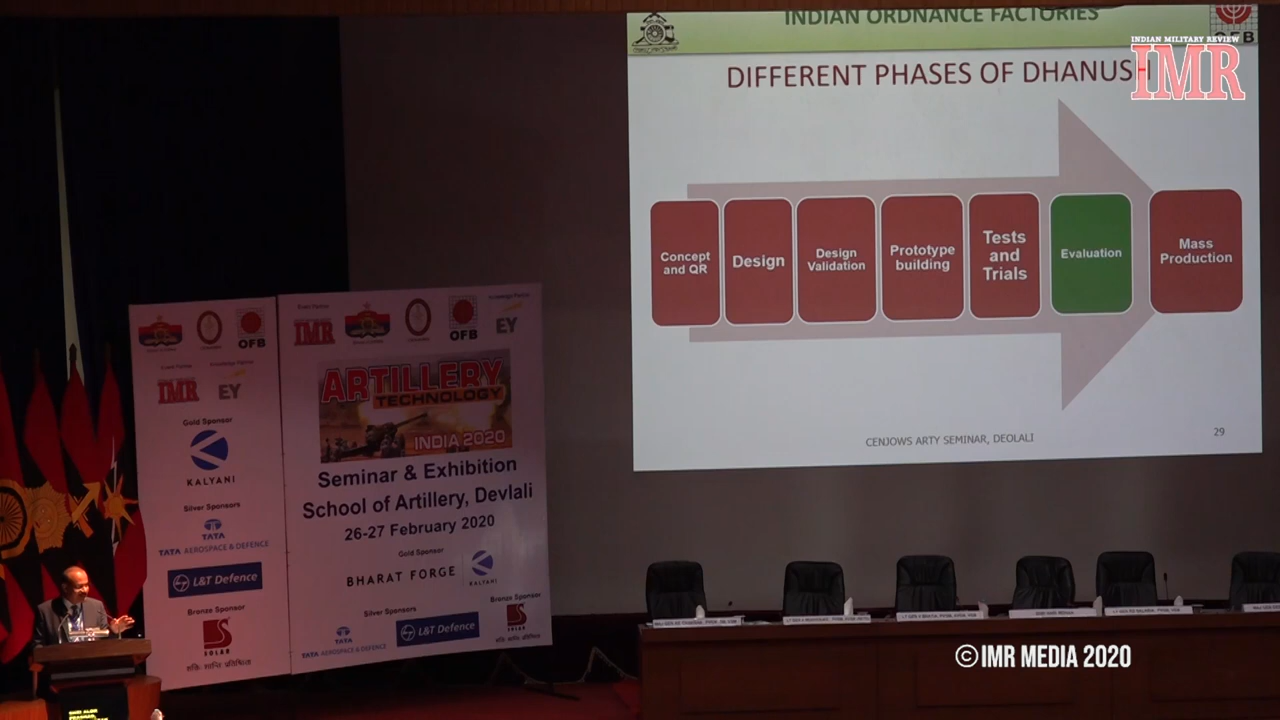 INDIAN ORDNANCE FACTORIES
OFB
INDIAN MILITARY REVIEW
IMR
DIFFERENT PHASES OF DHANUSH
Concept
and QR
Design
Design
Validation
Prototype
building
Tests
and
Trials
Evaluation
Mass
Production
CENJOWS ARTY SEMINAR, DEOLALI
29
OFB
IMR
EY
Gold Sponsor
KALYANI
Silver Sponsors
TATA
TATA AEROSPACE & DEFENCE
L&T Defence
Bronze Sponsor
SOLAR
IMR
OFB
EY
ARTILLERY
TECHNOLOGY
INDIA 2020
Seminar & Exhibition
School of Artillery, Devlali
26-27 February 2020
Gold Sponsor
BHARAT FORGE
KALYANI
Silver Sponsors
TATA
TATA AEROSPACE & DEFENCE
L&T Defence
Bronze Sponsor
SOLAR
©IMR MEDIA 2020